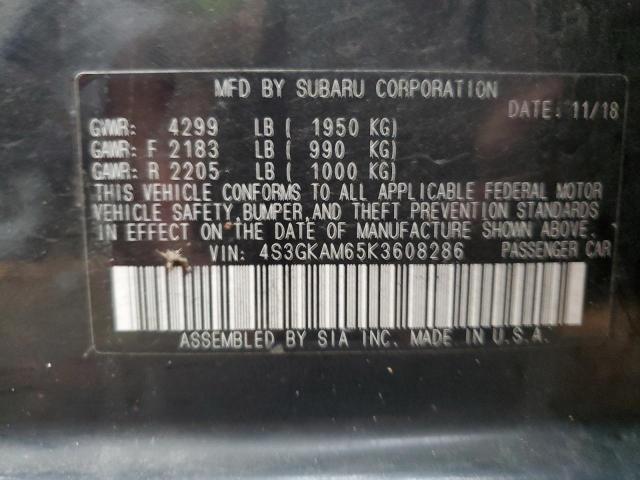 MFD BY SUBARU CORPORATION
DATE: 11/18
GVWR: 4299 LB ( 1950 KG)
GAWR: F 2183 LB ( 990 KG)
GAWR: R 2205 LB ( 1000 KG)
THIS VEHICLE CONFORMS TO ALL APPLICABLE FEDERAL MOTOR
VEHICLE SAFETY,BUMPER,AND THEFT PREVENTION STANDARDS
IN EFFECT ON THE DATE OF MANUFACTURE SHOWN ABOVE.
VIN: 4S3GKAM65K3608286 PASSENGER CAR
ASSEMBLED BY SIA INC. MADE IN U.S.A.